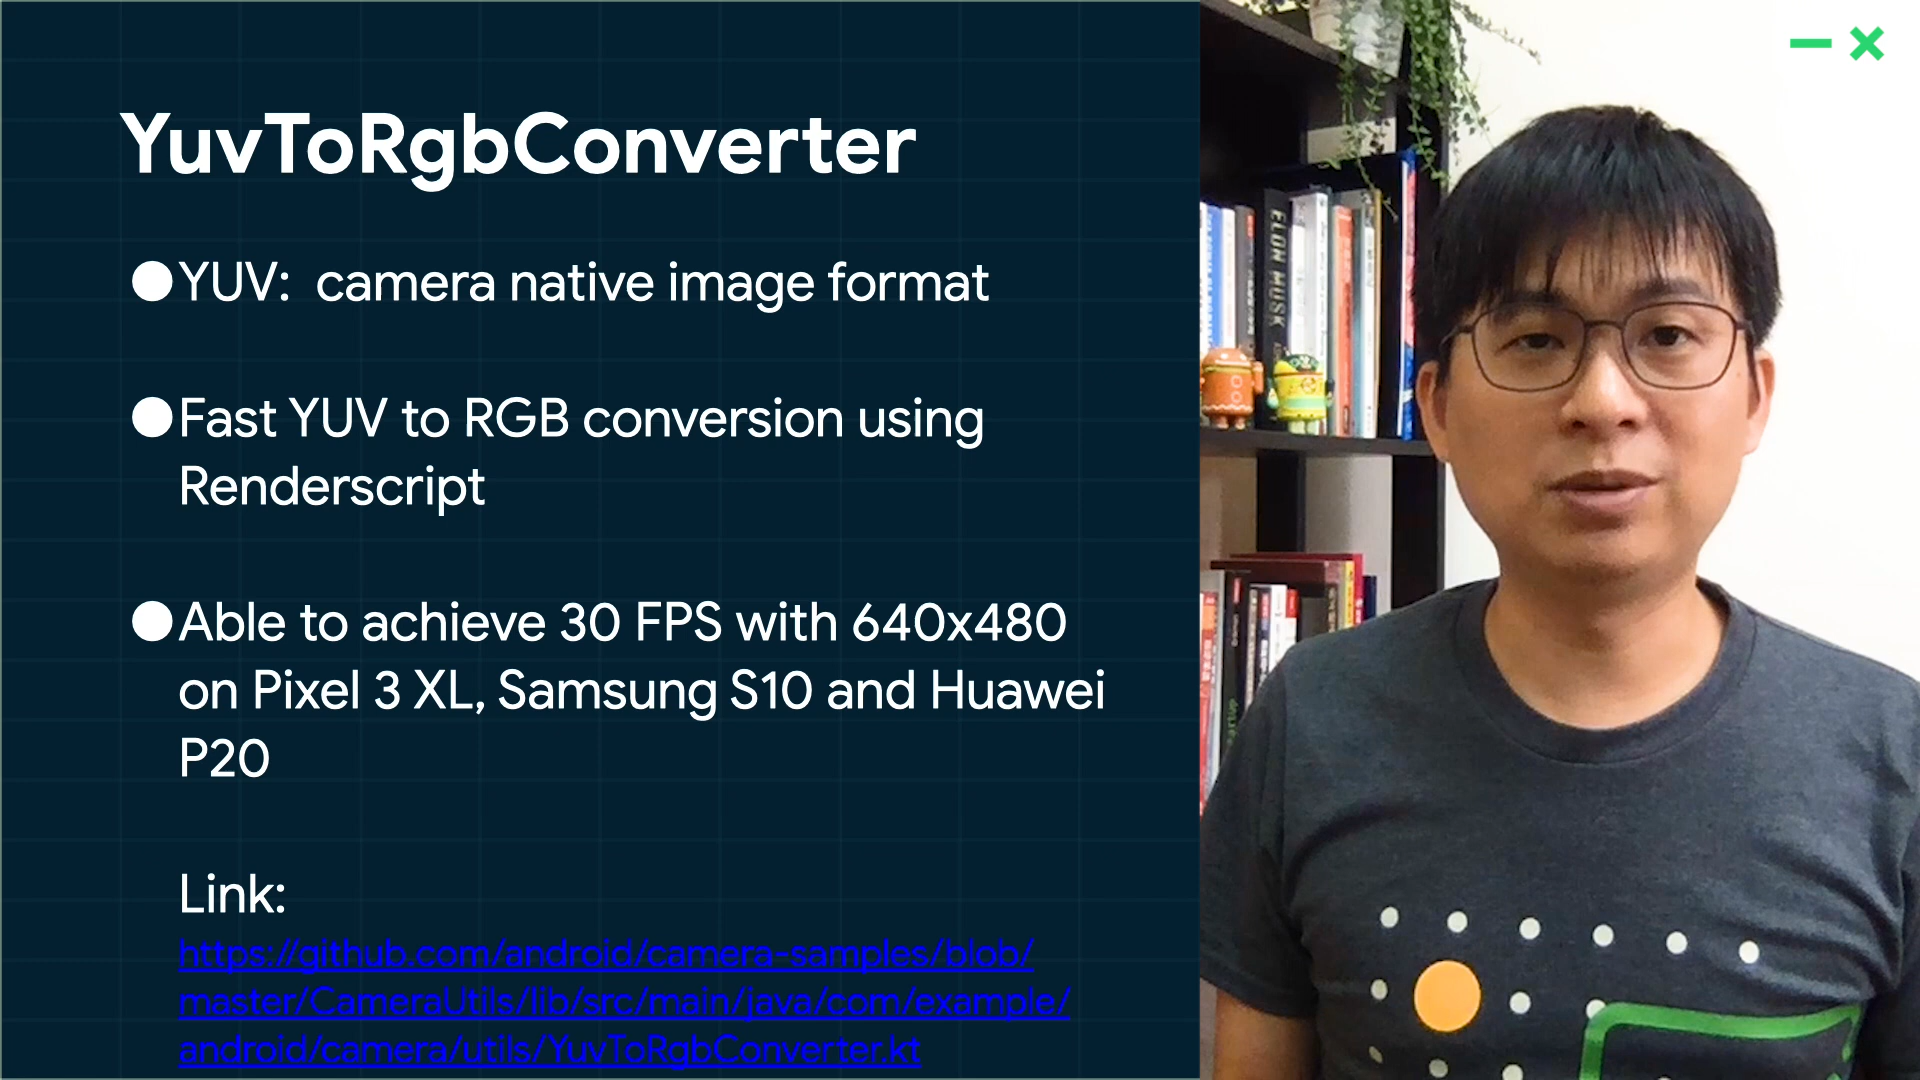 YuvToRgbConverter
●YUV:  camera native image format
●Fast YUV to RGB conversion using
Renderscript
●Able to achieve 30 FPS with 640x480
on Pixel 3 XL, Samsung S10 and Huawei
P20
Link:
https://github.com/android/camera-samples/blob/
master/CameraUtils/lib/src/main/java/com/example/
android/camera/utils/YuvToRgbConverter.kt
ELON MUSK